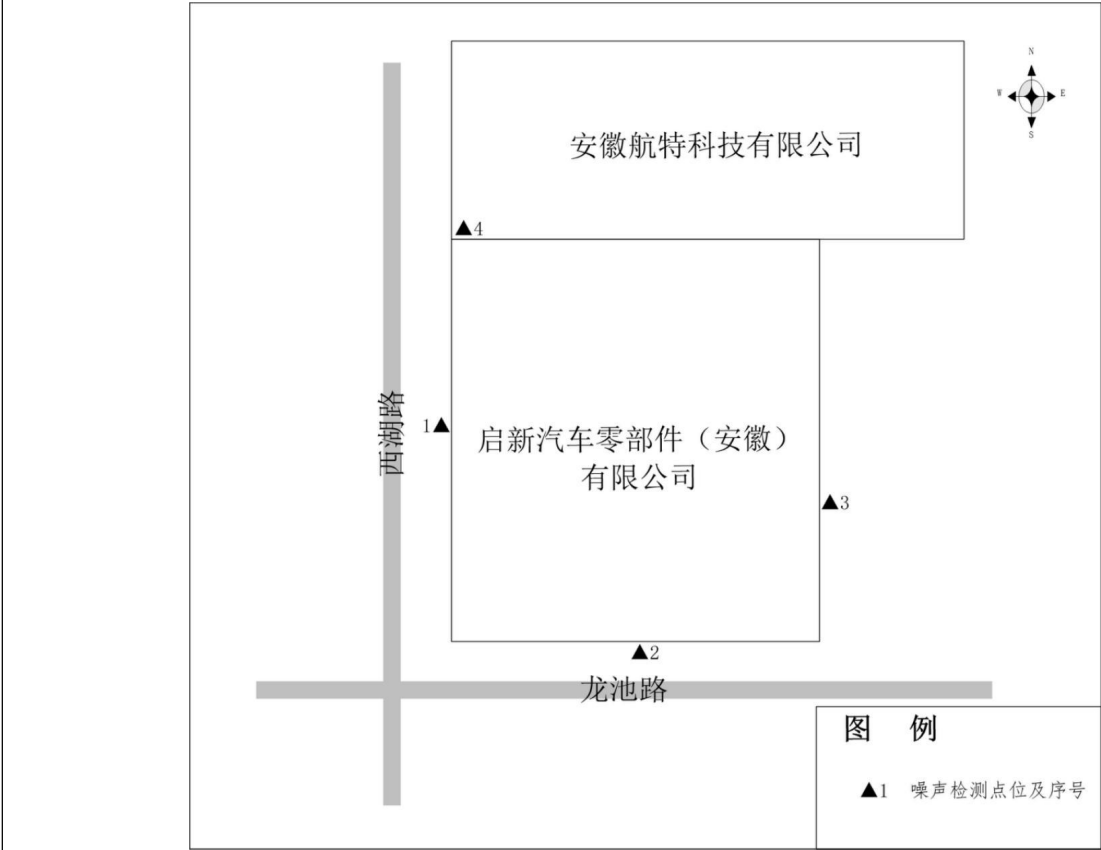 N
W
E
S
安徽航特科技有限公司
▲4
西湖路
1▲
启新汽车零部件（安徽）
有限公司
▲3
▲2
龙池路
图 例
▲1 噪声检测点位及序号